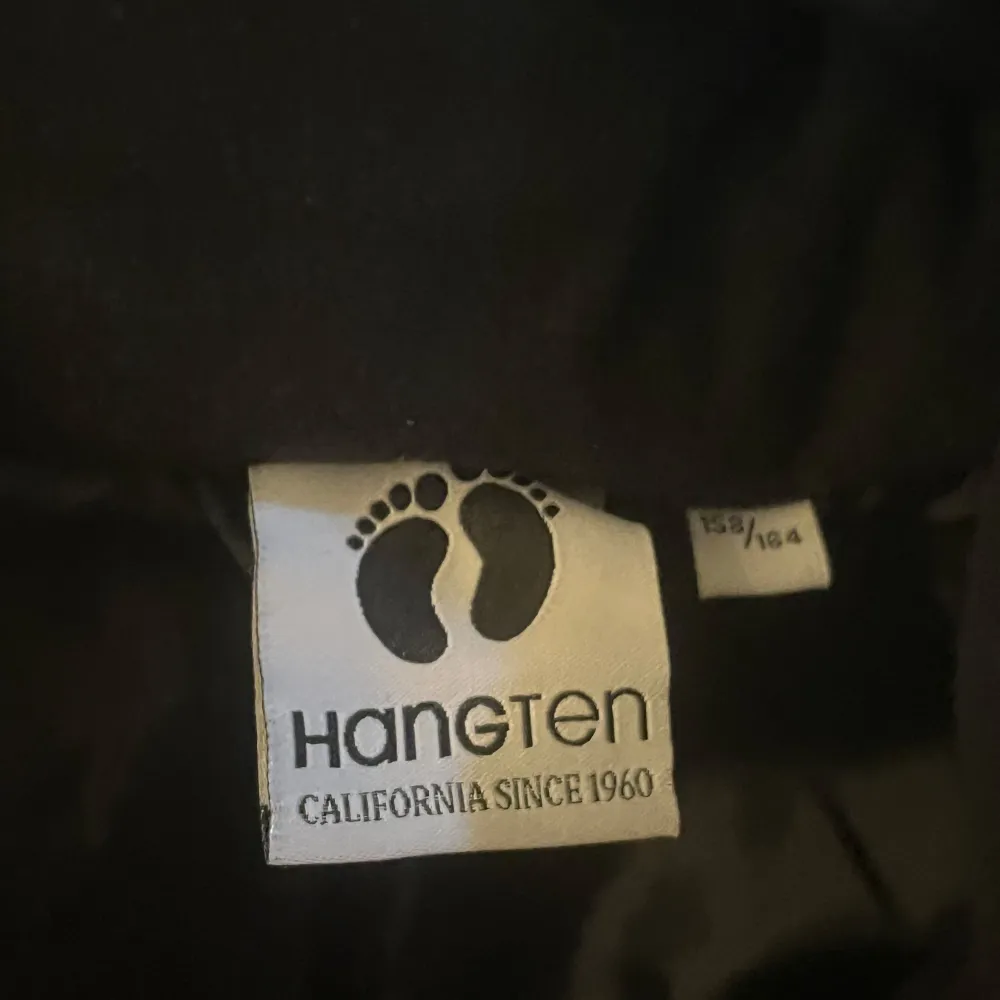 158/164
HangTen
CALIFORNIA SINCE 1960